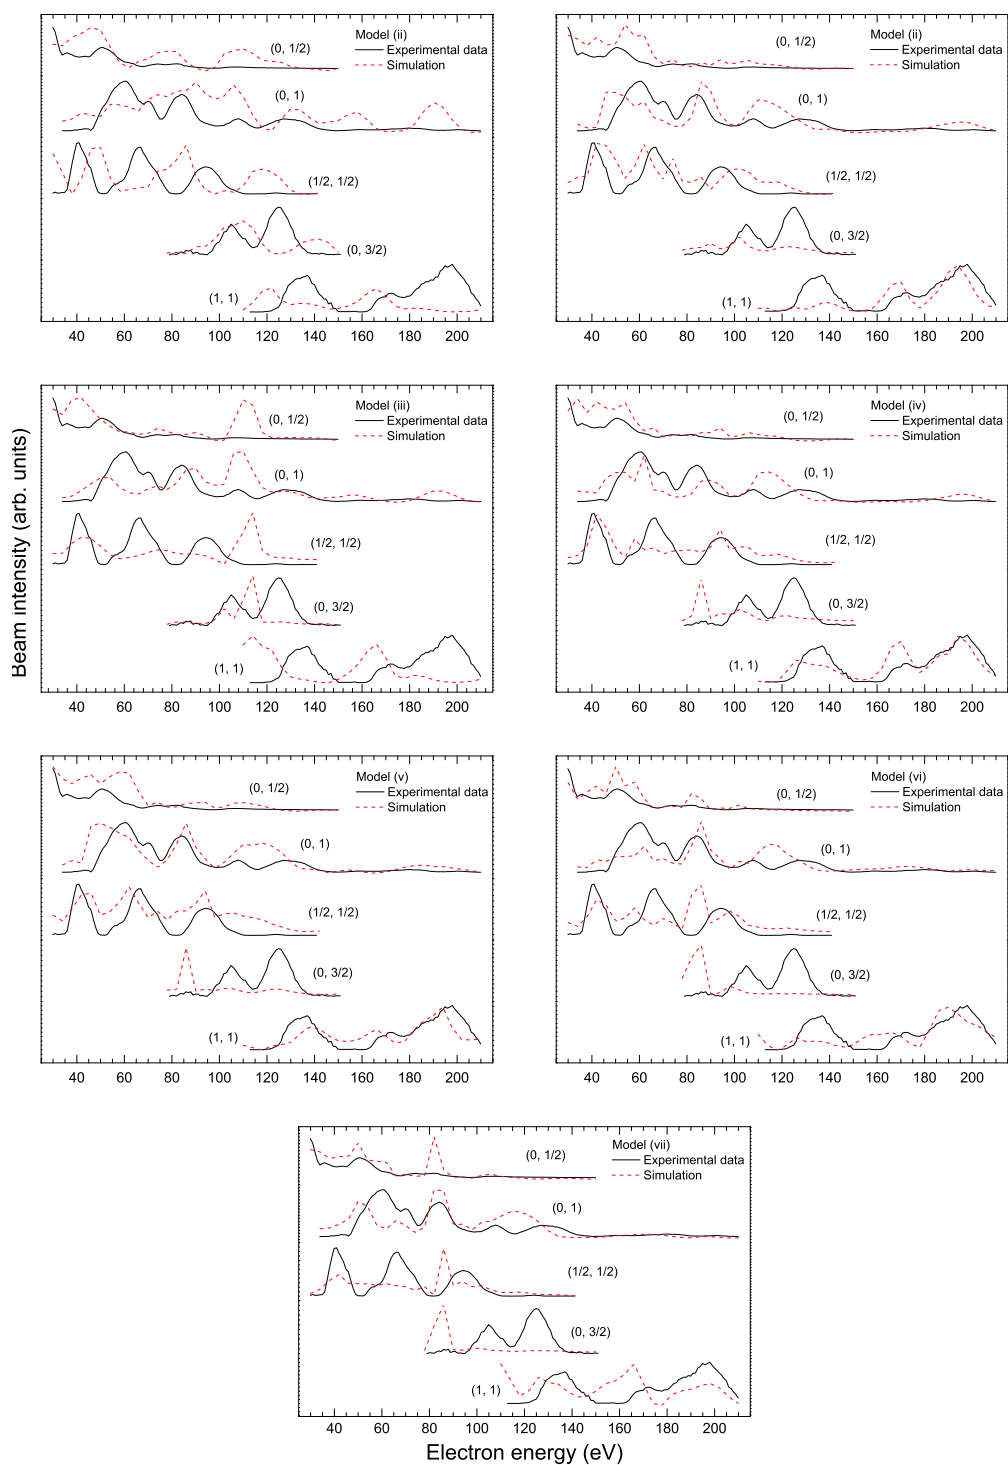 Model (ii)
Experimental data
Simulation
(0, 1/2)
(0, 1)
(1/2, 1/2)
(0, 3/2)
(1, 1)
40 60 80 100 120 140 160 180 200
Model (ii)
Experimental data
Simulation
(0, 1/2)
(0, 1)
(1/2, 1/2)
(0, 3/2)
(1, 1)
40 60 80 100 120 140 160 180 200
Beam intensity (arb. units)
Model (iii)
Experimental data
Simulation
(0, 1/2)
(0, 1)
(1/2, 1/2)
(0, 3/2)
(1, 1)
40 60 80 100 120 140 160 180 200
Model (iv)
Experimental data
Simulation
(0, 1/2)
(0, 1)
(1/2, 1/2)
(0, 3/2)
(1, 1)
40 60 80 100 120 140 160 180 200
Model (v)
Experimental data
Simulation
(0, 1/2)
(0, 1)
(1/2, 1/2)
(0, 3/2)
(1, 1)
40 60 80 100 120 140 160 180 200
Model (vi)
Experimental data
Simulation
(0, 1/2)
(0, 1)
(1/2, 1/2)
(0, 3/2)
(1, 1)
40 60 80 100 120 140 160 180 200
Model (vii)
Experimental data
Simulation
(0, 1/2)
(0, 1)
(1/2, 1/2)
(0, 3/2)
(1, 1)
40 60 80 100 120 140 160 180 200
Electron energy (eV)